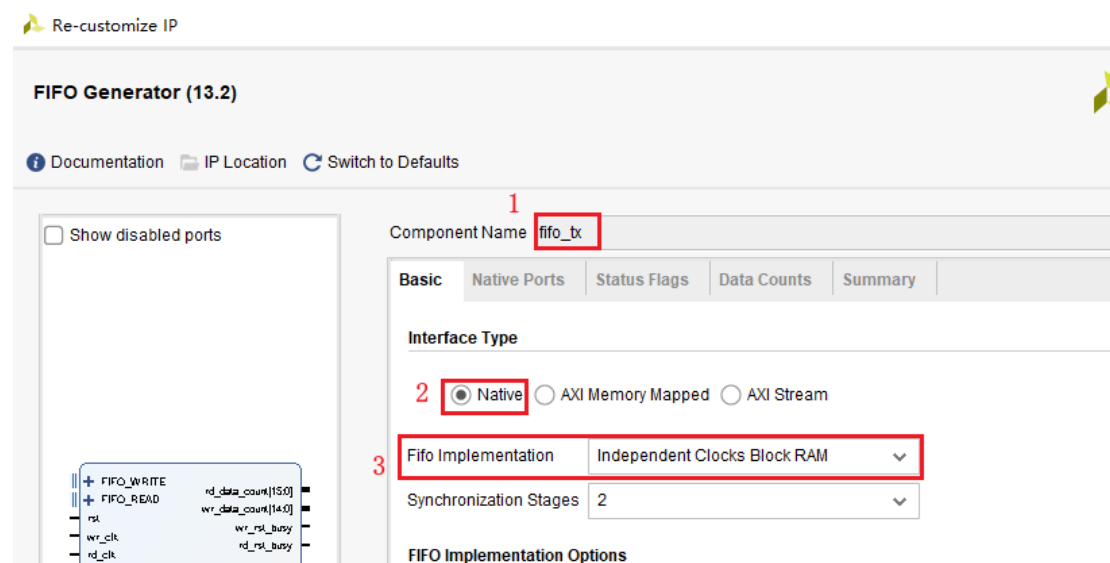 Re-customize IP
FIFO Generator (13.2)
Documentation IP Location Switch to Defaults
1
Show disabled ports
Component Name fifo_tx
Basic Native Ports Status Flags Data Counts Summary
Interface Type
2 Native AXI Memory Mapped AXI Stream
3 Fifo Implementation Independent Clocks Block RAM
Synchronization Stages 2
FIFO Implementation Options
+ FIFO_WRITE
+ FIFO_READ
rst
wr_clk
rd_clk
rd_data_count[15:0]
wr_data_count[14:0]
wr_rst_busy
rd_rst_busy